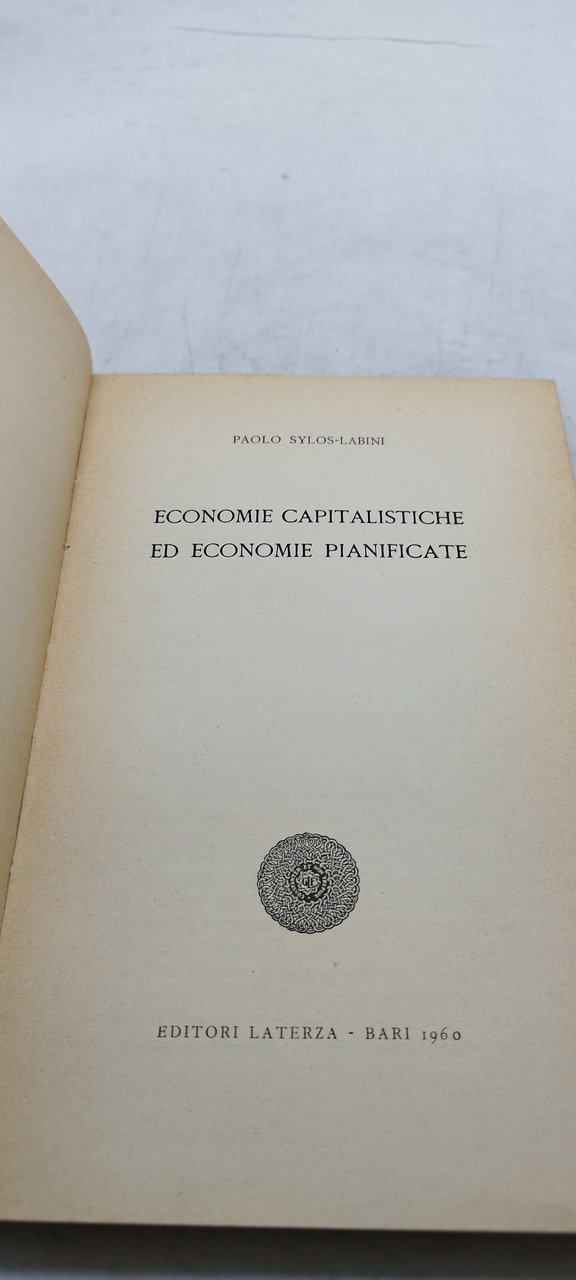 PAOLO SYLOS-LABINI
ECONOMIE CAPITALISTICHE
ED ECONOMIE PIANIFICATE
EDITORI LATERZA - BARI 1960